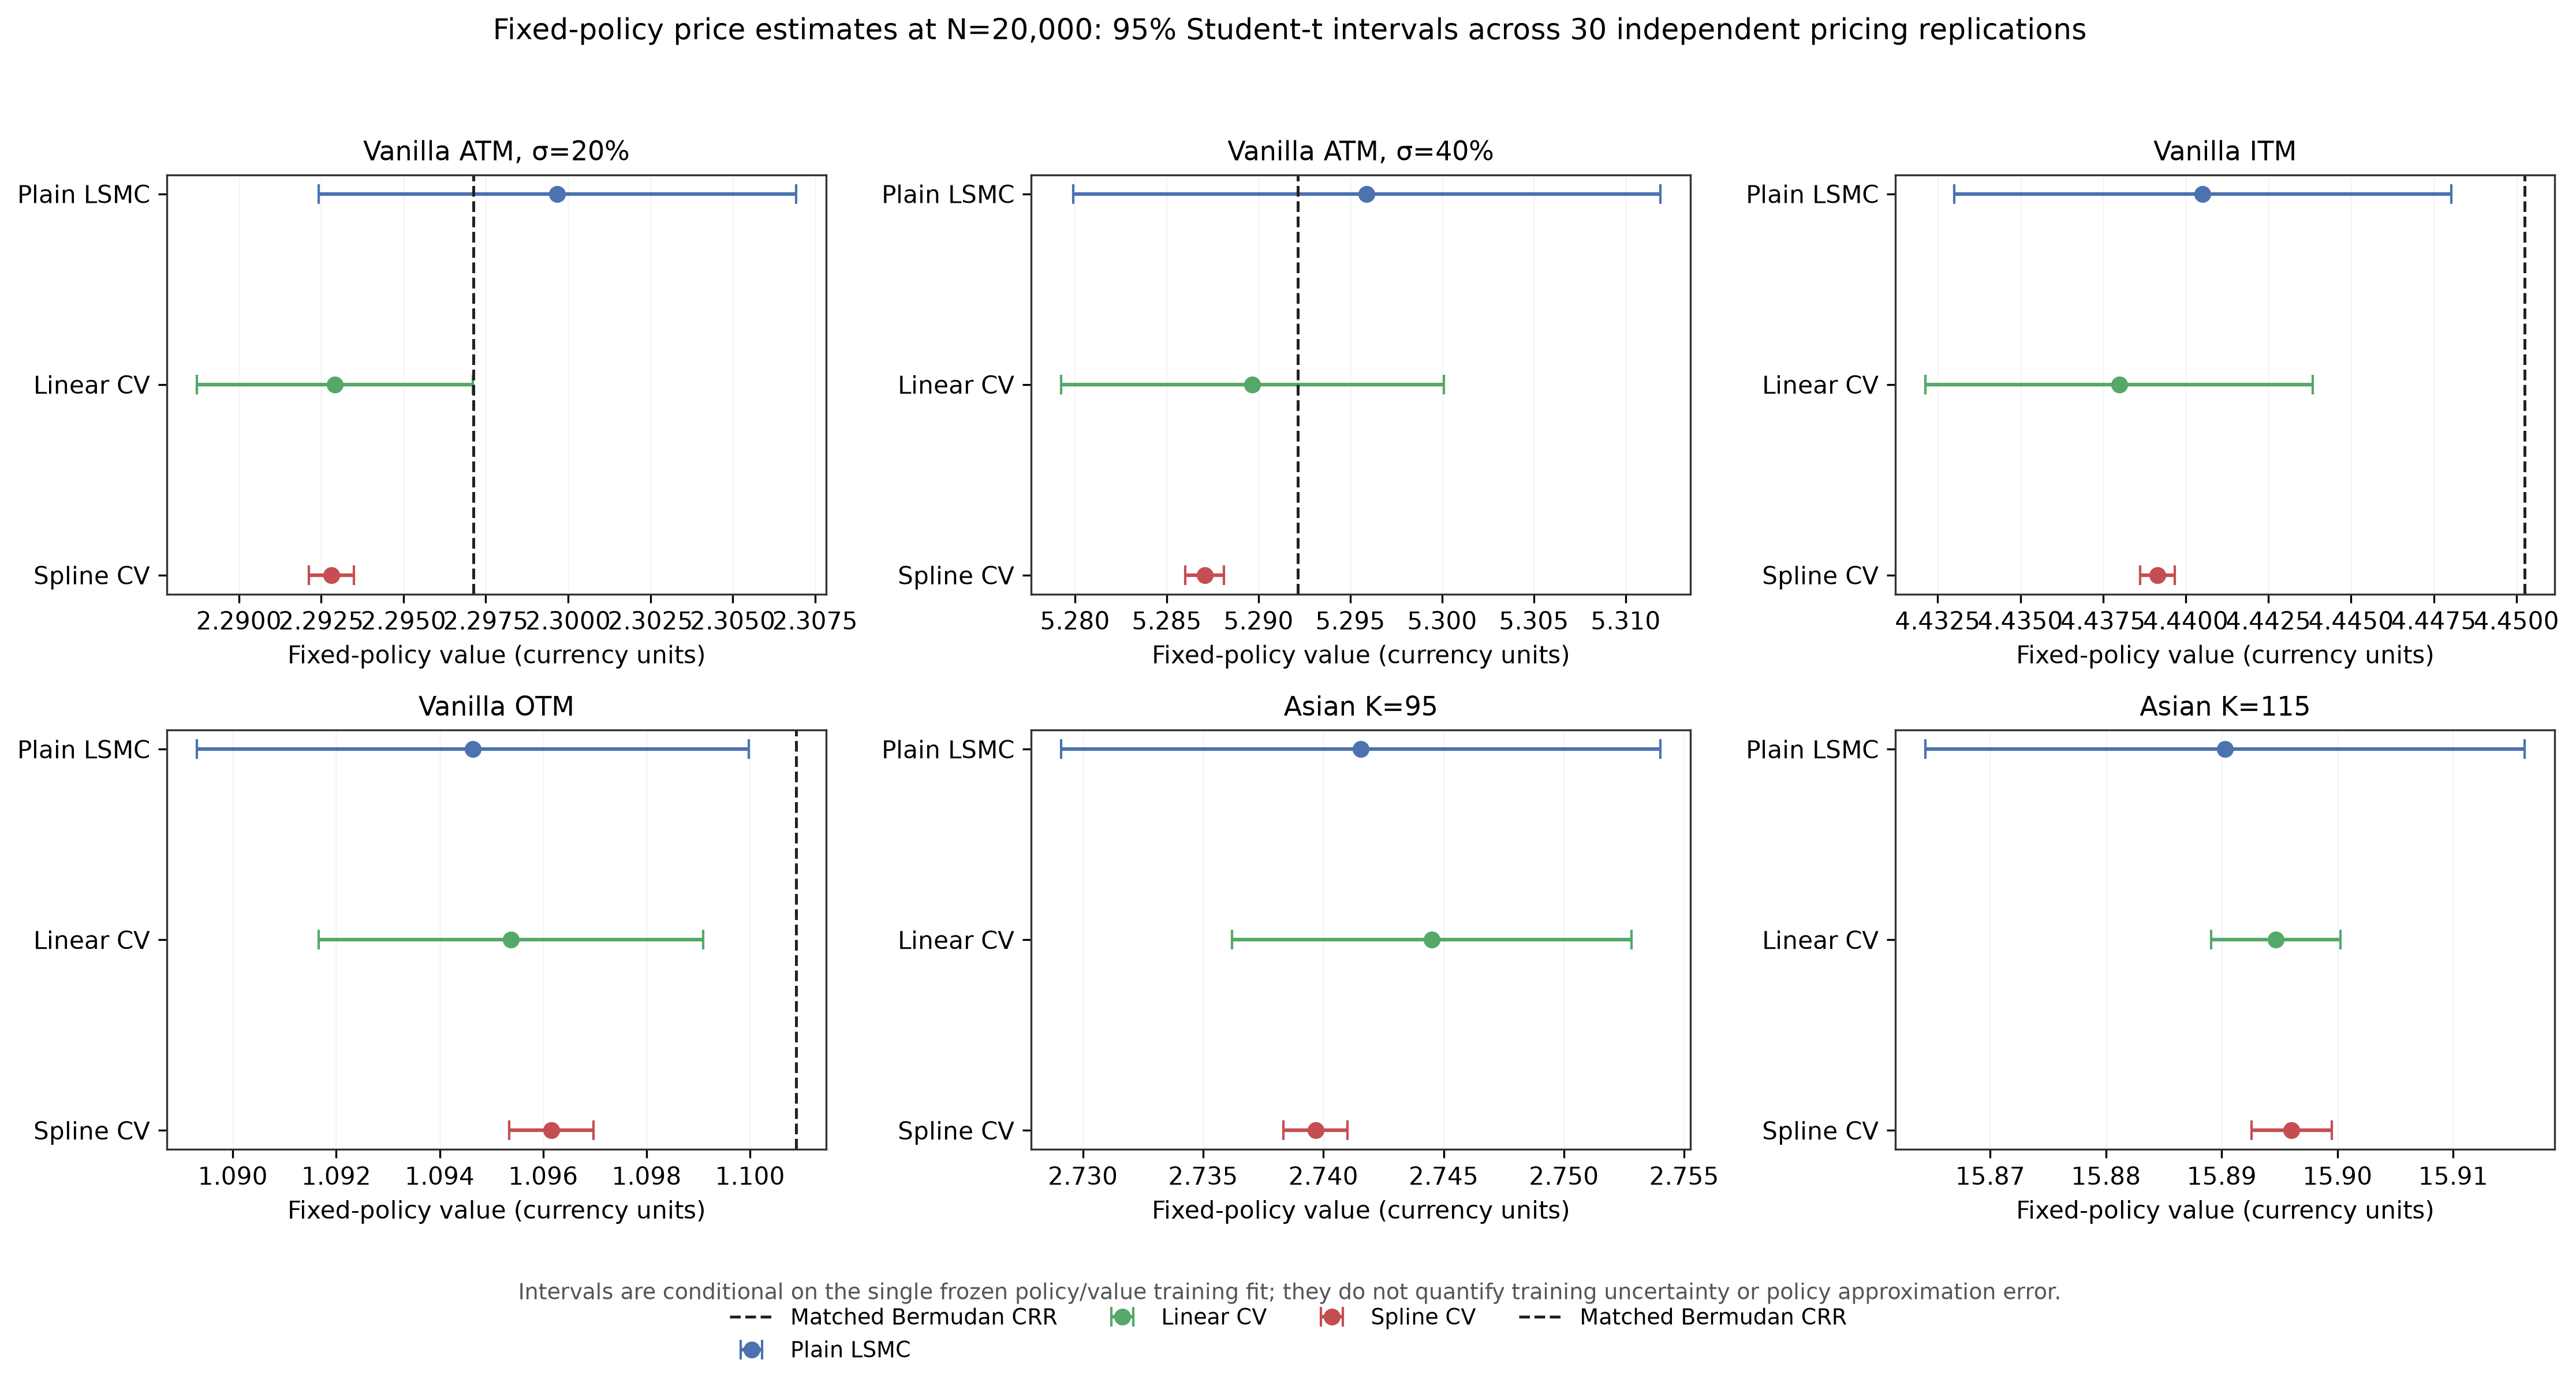 Fixed-policy price estimates at N=20,000: 95% Student-t intervals across 30 independent pricing replications
Vanilla ATM, σ=20%
Plain LSMC
Linear CV
Spline CV
2.2900 2.2925 2.2950 2.2975 2.3000 2.3025 2.3050 2.3075
Fixed-policy value (currency units)
Vanilla ATM, σ=40%
Plain LSMC
Linear CV
Spline CV
5.280 5.285 5.290 5.295 5.300 5.305 5.310
Fixed-policy value (currency units)
Vanilla ITM
Plain LSMC
Linear CV
Spline CV
4.4325 4.4350 4.4375 4.4400 4.4425 4.4450 4.4475 4.4500
Fixed-policy value (currency units)
Vanilla OTM
Plain LSMC
Linear CV
Spline CV
1.090 1.092 1.094 1.096 1.098 1.100
Fixed-policy value (currency units)
Asian K=95
Plain LSMC
Linear CV
Spline CV
2.730 2.735 2.740 2.745 2.750 2.755
Fixed-policy value (currency units)
Asian K=115
Plain LSMC
Linear CV
Spline CV
15.87 15.88 15.89 15.90 15.91
Fixed-policy value (currency units)
Intervals are conditional on the single frozen policy/value training fit; they do not quantify training uncertainty or policy approximation error.
Matched Bermudan CRR Linear CV Spline CV Matched Bermudan CRR
Plain LSMC